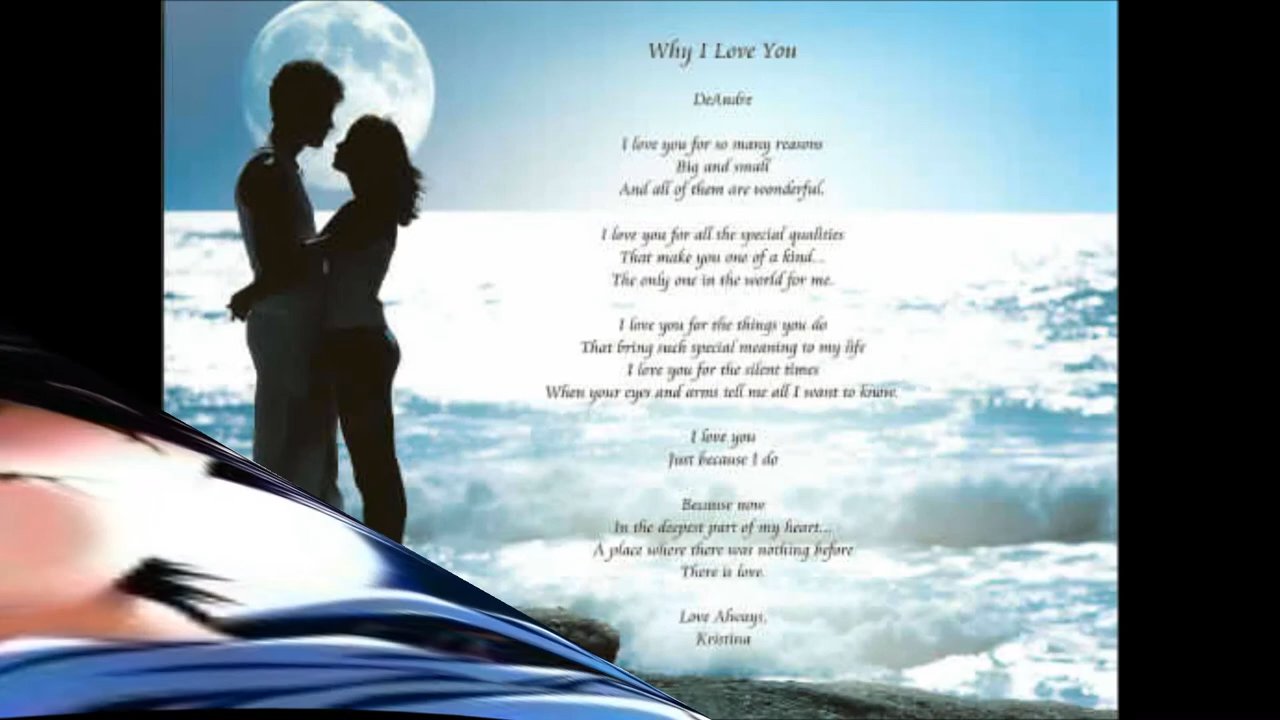 Why I Love You
DeAndre
I love you for so many reasons
Big and small
And all of them are wonderful.
I love you for all the special qualities
That make you one of a kind...
The only one in the world for me.
I love you for the things you do
That bring such special meaning to my life
I love you for the silent times
When your eyes and arms tell me all I want to know.
I love you
Just because I do
Because now
In the deepest part of my heart...
A place where there was nothing before
There is love.
Love Always,
Kristina